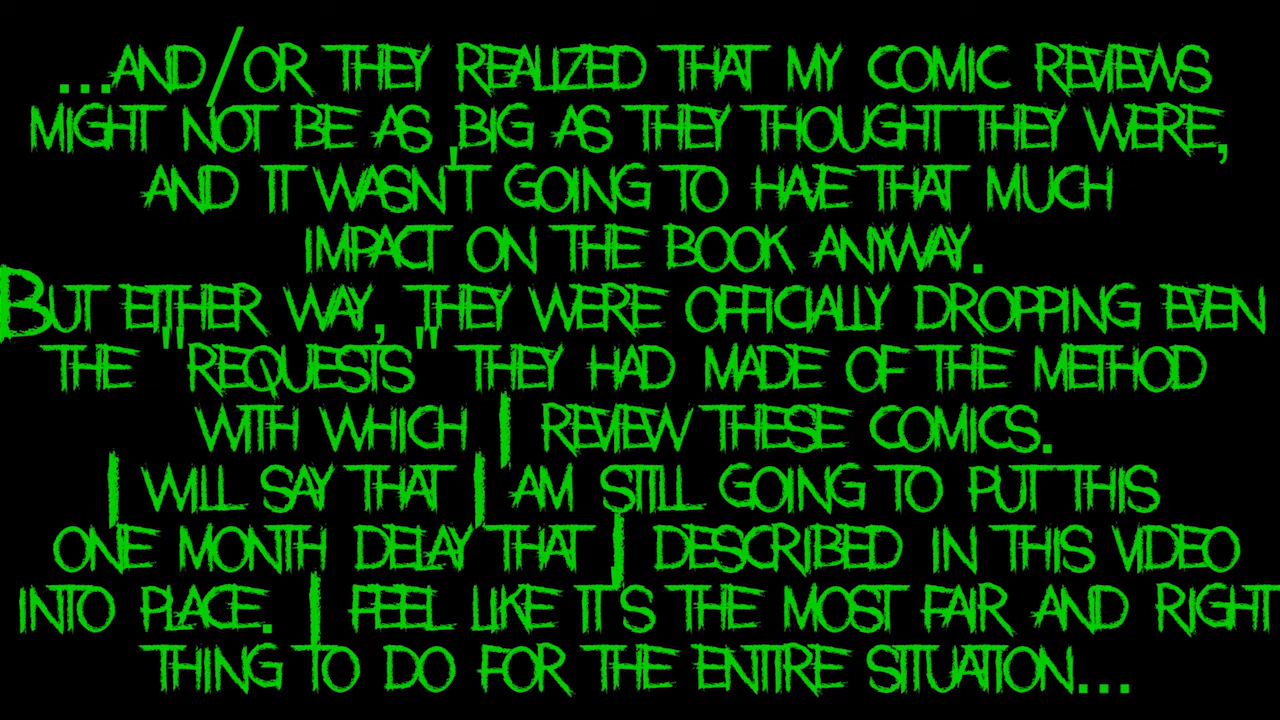 ...AND/OR THEY REALIZED THAT MY COMIC REVIEWS
MIGHT NOT BE AS BIG AS THEY THOUGHT THEY WERE,
AND IT WASN'T GOING TO HAVE THAT MUCH
IMPACT ON THE BOOK ANYWAY.
BUT EITHER WAY, THEY WERE OFFICIALLY DROPPING EVEN
THE "REQUESTS" THEY HAD MADE OF THE METHOD
WITH WHICH I REVIEW THESE COMICS.
I WILL SAY THAT I AM STILL GOING TO PUT THIS
ONE MONTH DELAY THAT I DESCRIBED IN THIS VIDEO
INTO PLACE. I FEEL LIKE IT'S THE MOST FAIR AND RIGHT
THING TO DO FOR THE ENTIRE SITUATION...